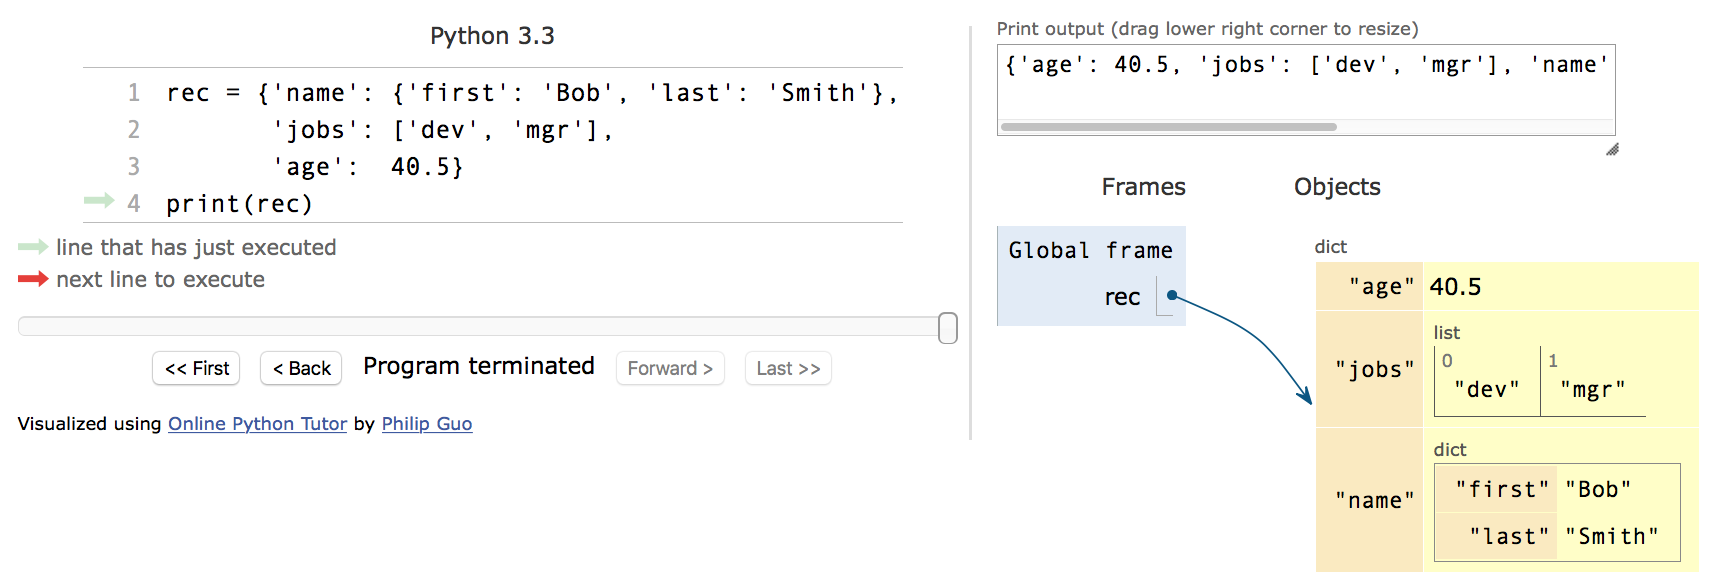 Python 3.3
1 rec = {'name': {'first': 'Bob', 'last': 'Smith'},
2 'jobs': ['dev', 'mgr'],
3 'age':  40.5}
4 print(rec)
line that has just executed
next line to execute
<< First
< Back
Program terminated
Forward >
Last >>
Visualized using Online Python Tutor by Philip Guo
Print output (drag lower right corner to resize)
{'age': 40.5, 'jobs': ['dev', 'mgr'], 'name'
Frames
Objects
Global frame
rec
dict
"age" 40.5
list
0 1
"jobs" "dev" "mgr"
dict
"name"
"first" "Bob"
"last" "Smith"